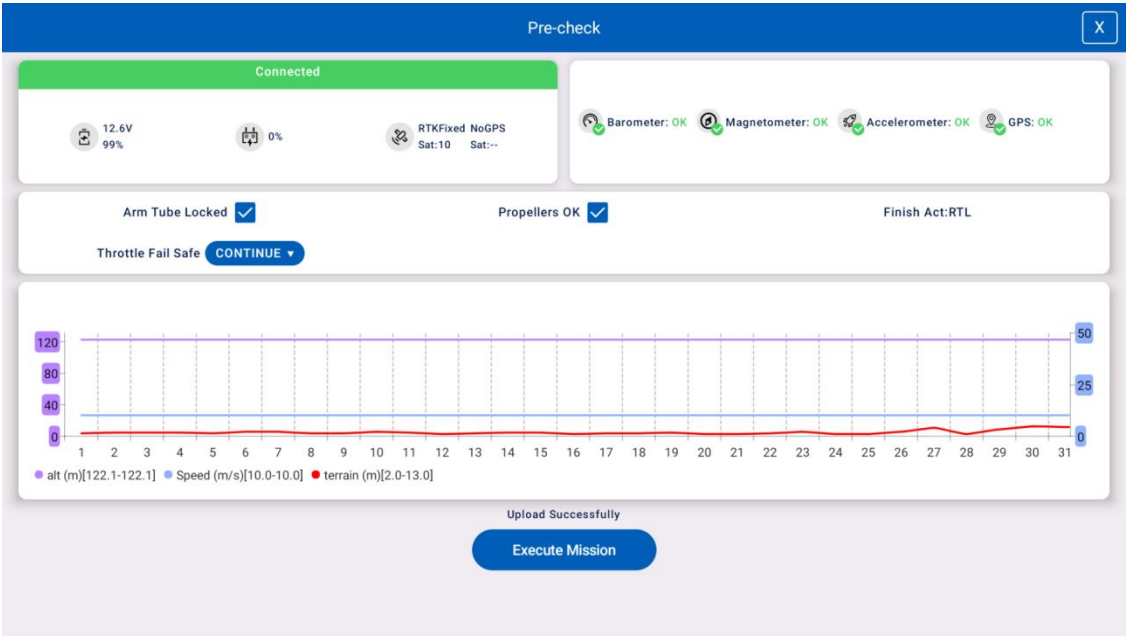 Pre-check
X
Connected
12.6V
99%
0%
RTKFixed NoGPS
Sat:10 Sat:--
Barometer: OK
Magnetometer: OK
Accelerometer: OK
GPS: OK
Arm Tube Locked
Propellers OK
Finish Act:RTL
Throttle Fail Safe CONTINUE ▼
120
80
40
0
50
25
0
1 2 3 4 5 6 7 8 9 10 11 12 13 14 15 16 17 18 19 20 21 22 23 24 25 26 27 28 29 30 31
alt (m)[122.1-122.1] Speed (m/s)[10.0-10.0] terrain (m)[2.0-13.0]
Upload Successfully
Execute Mission